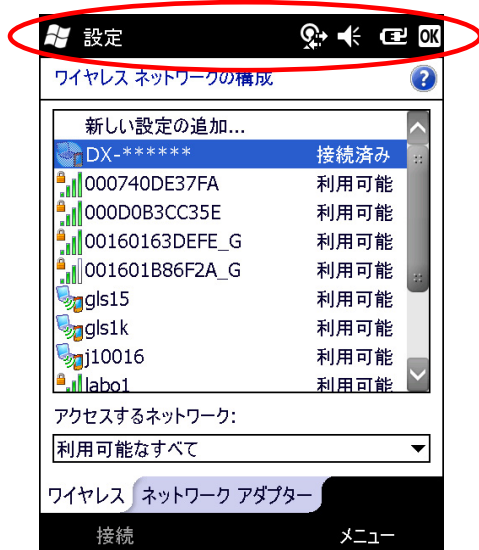 設定 OK
ワイヤレス ネットワークの構成 ?
新しい設定の追加...
DX-****** 接続済み
000740DE37FA 利用可能
000D0B3CC35E 利用可能
00160163DEFE_G 利用可能
001601B86F2A_G 利用可能
gls15 利用可能
gls1k 利用可能
j10016 利用可能
labo1 利用可能
アクセスするネットワーク:
利用可能なすべて
ワイヤレス ネットワーク アダプター
接続 メニュー